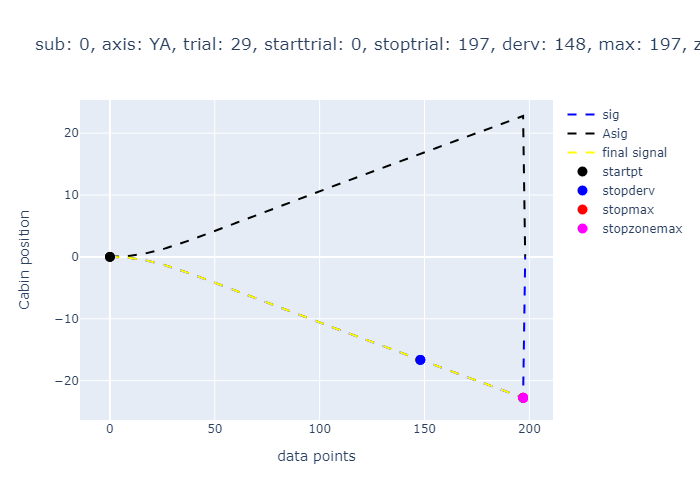 sub: 0, axis: YA, trial: 29, starttrial: 0, stoptrial: 197, derv: 148, max: 197, z
20
10
0
−10
−20
Cabin position
0
50
100
150
200
data points
sig
Asig
final signal
startpt
stopderv
stopmax
stopzonemax